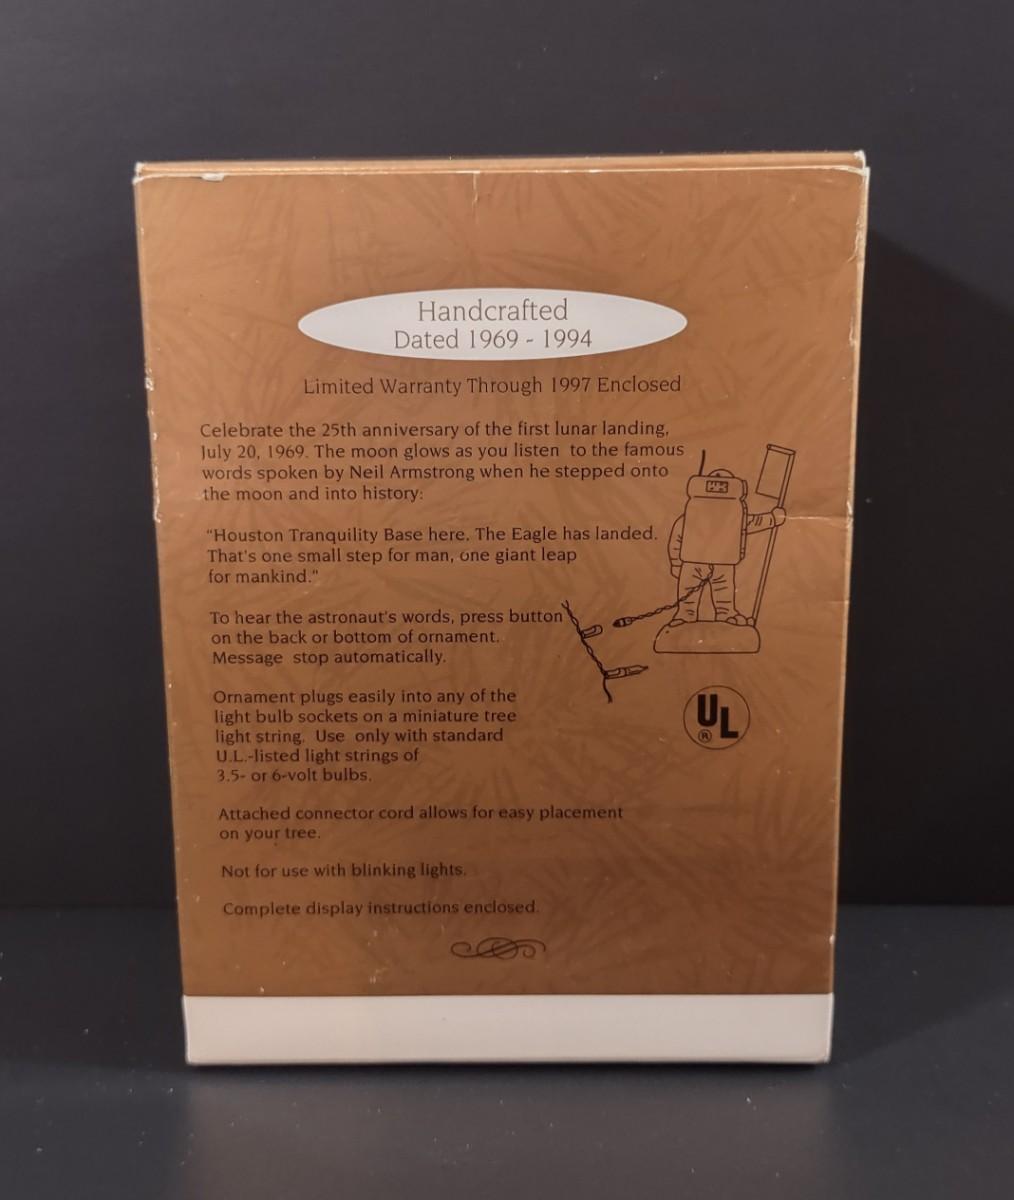 Handcrafted
Dated 1969 - 1994
Limited Warranty Through 1997 Enclosed
Celebrate the 25th anniversary of the first lunar landing,
July 20, 1969. The moon glows as you listen to the famous
words spoken by Neil Armstrong when he stepped onto
the moon and into history:
"Houston Tranquility Base here. The Eagle has landed.
That's one small step for man, one giant leap
for mankind."
To hear the astronaut's words, press button
on the back or bottom of ornament.
Message stop automatically.
Ornament plugs easily into any of the
light bulb sockets on a miniature tree
light string. Use only with standard
U.L.-listed light strings of
3.5- or 6-volt bulbs.
UL
®
Attached connector cord allows for easy placement
on your tree.
Not for use with blinking lights.
Complete display instructions enclosed.